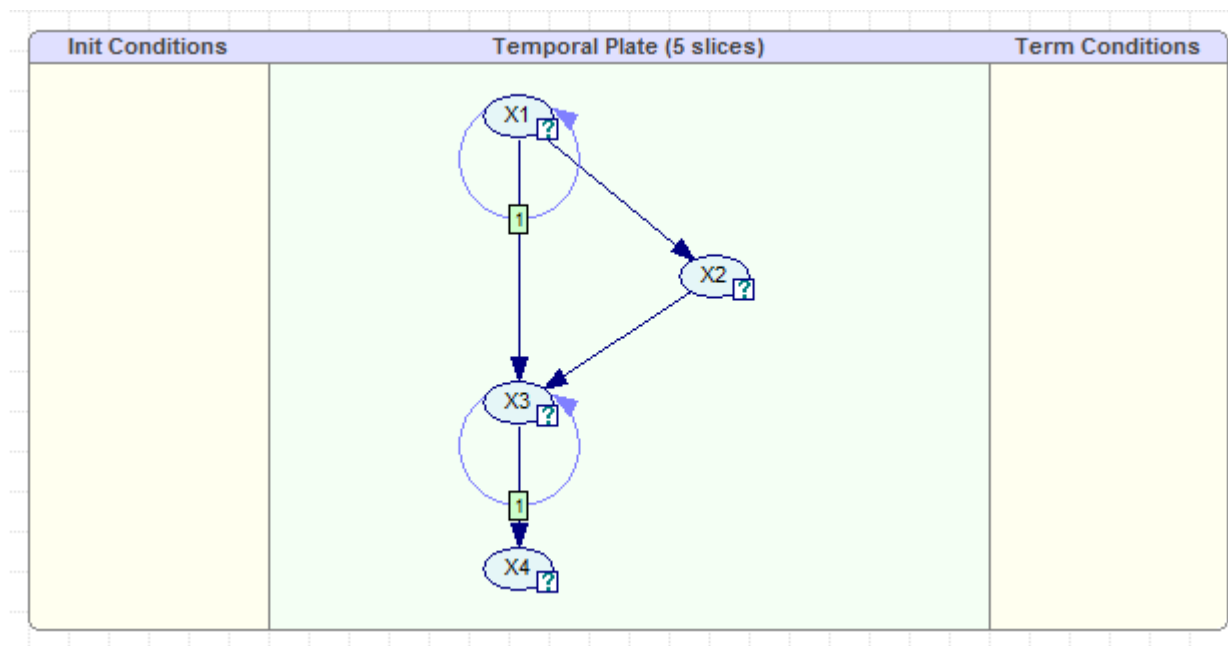 Init Conditions Temporal Plate (5 slices) Term Conditions
X1
?
1
X2
?
X3
?
1
X4
?